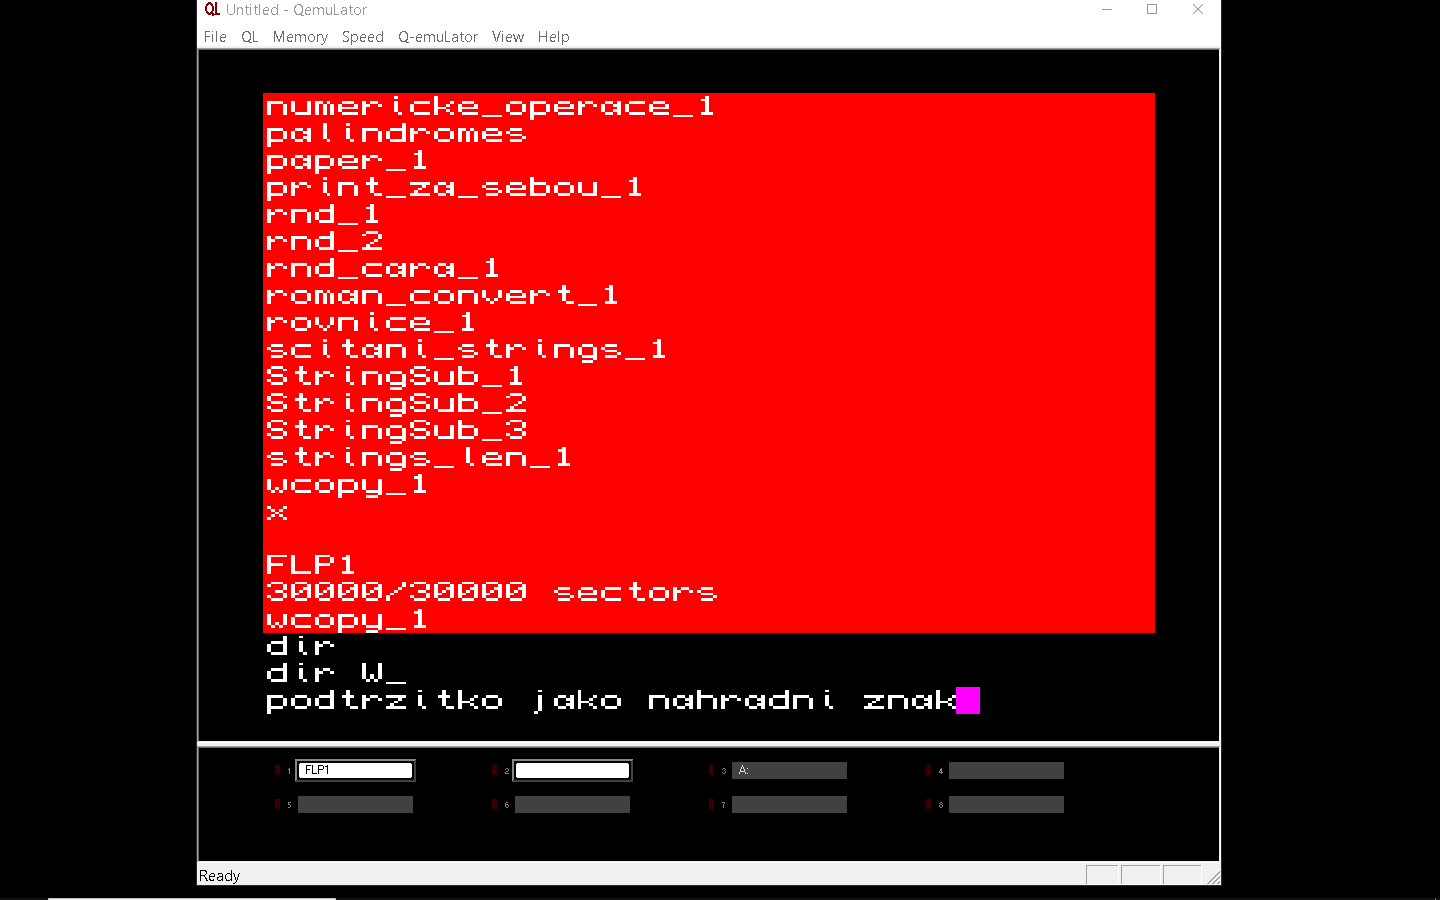 QL Untitled - QemuLator
File QL Memory Speed Q-emuLator View Help
numericke_operace_1
palindromes
paper_1
print_za_sebou_1
rnd_1
rnd_2
rnd_cara_1
roman_convert_1
rovnice_1
scitani_strings_1
StringSub_1
StringSub_2
StringSub_3
strings_len_1
wcopy_1
x
FLP1
30000/30000 sectors
wcopy_1
dir
dir W_
podtrzitko jako nahradni znak
1 FLP1 2 3 A: 4
5 6 7 8
Ready